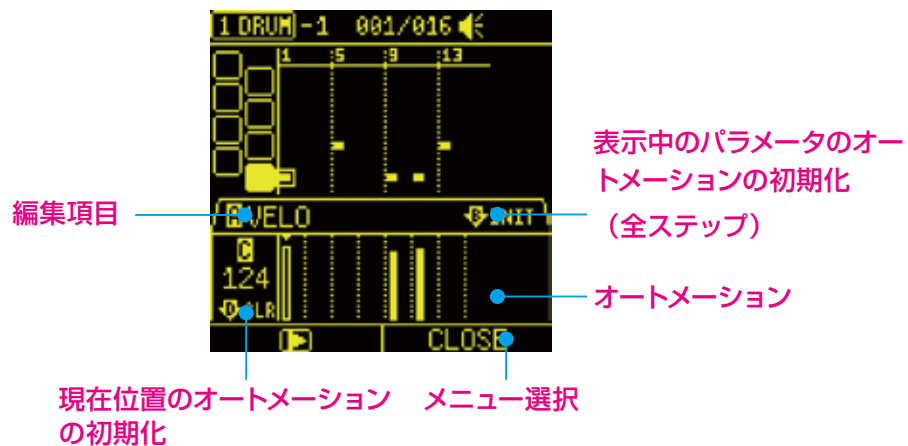 1 DRUM -1 001/016
1 5 9 13
表示中のパラメータのオー
トメーションの初期化
(全ステップ)
編集項目
A VELO B INIT
C
124
オートメーション
D CLR
CLOSE
現在位置のオートメーション
の初期化
メニュー選択